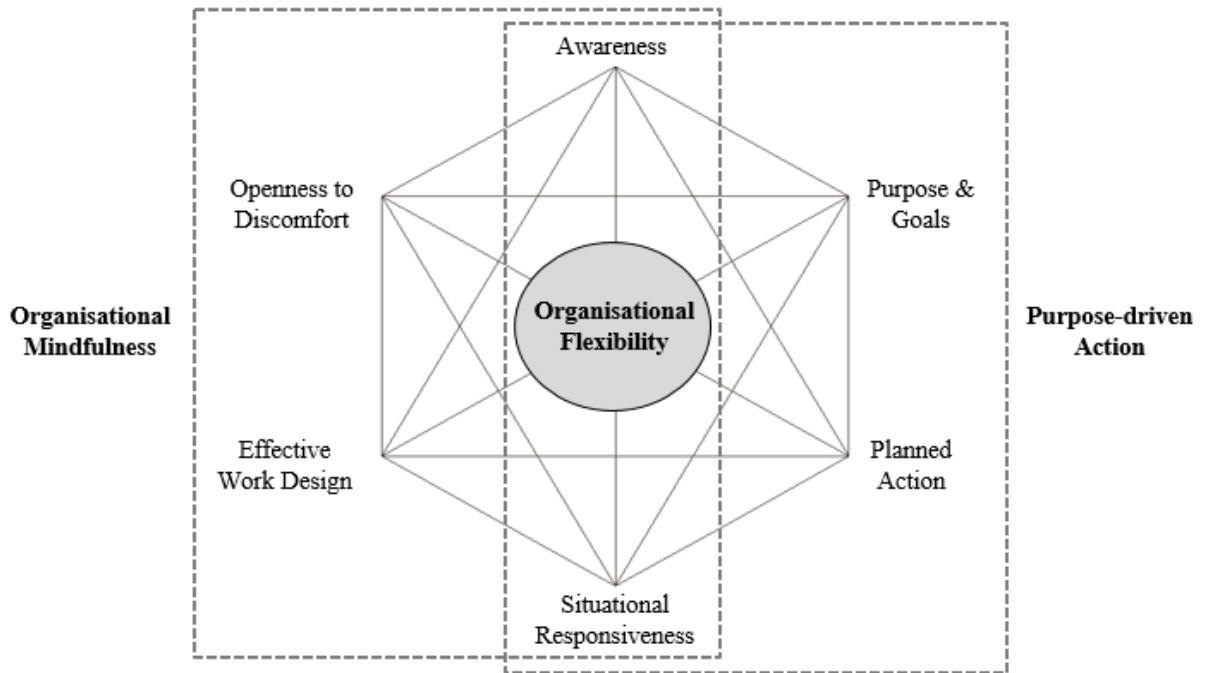 Awareness
Openness to
Discomfort
Purpose &
Goals
Organisational
Mindfulness
Organisational
Flexibility
Purpose-driven
Action
Effective
Work Design
Planned
Action
Situational
Responsiveness